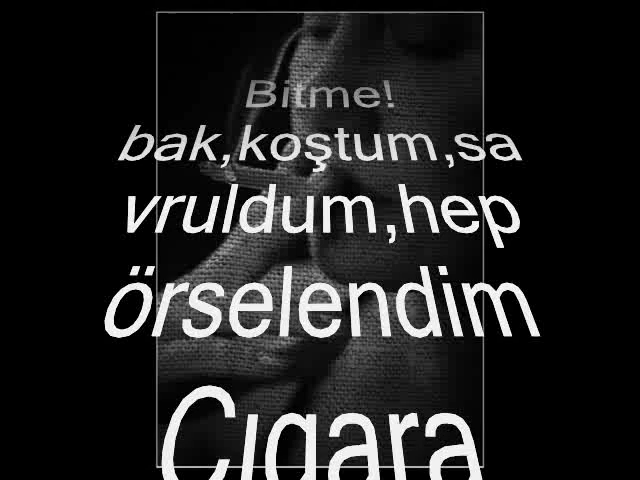 Bitme!
bak,koştum,sa
vruldum,hep
örselendim
Cıgara